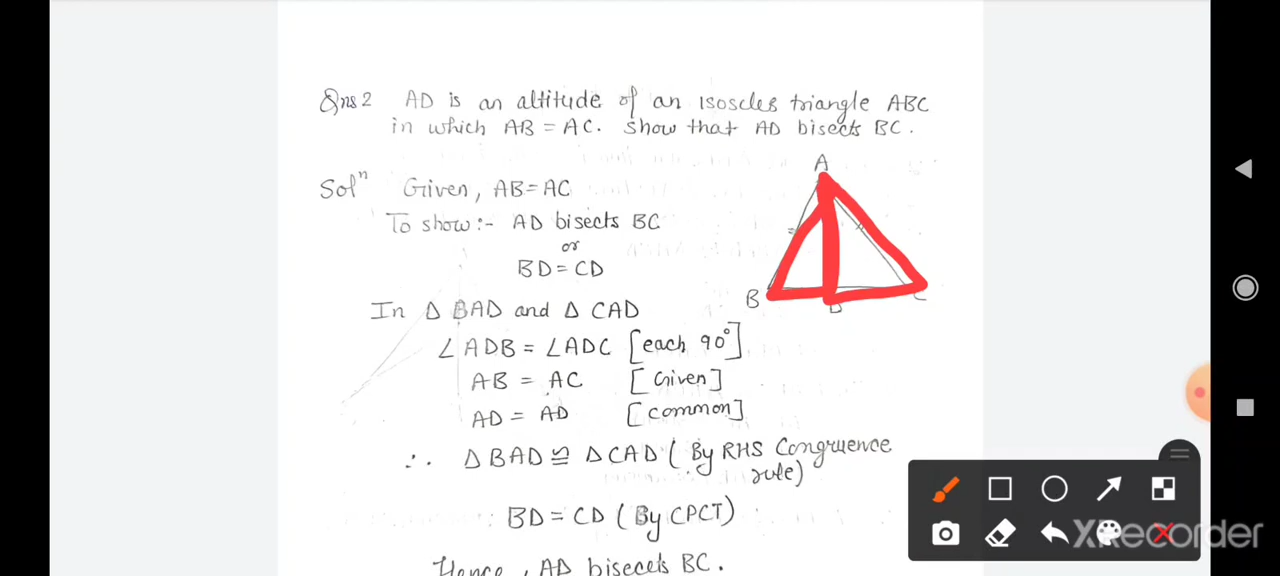 Qns 2 AD is an altitude of an isoscles triangle ABC
in which AB = AC. show that AD bisects BC.
A
Solⁿ Given, AB = AC
To show :- AD bisects BC
or
BD = CD
B D C
In Δ BAD and Δ CAD
∠ADB = ∠ADC [each 90°]
AB = AC [Given]
AD = AD [common]
∴ ΔBAD ≅ ΔCAD (By RHS Congruence
rule)
BD = CD (By CPCT)
Hence, AD bisects BC.
XRecorder